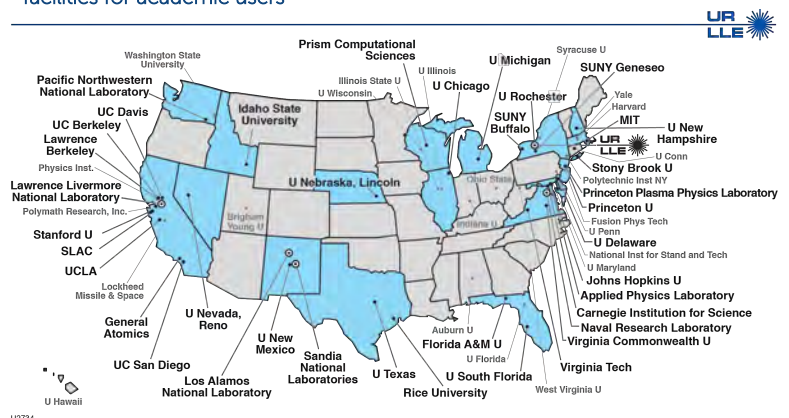 facilities for academic users
UR
LLE
Washington State
University
Pacific Northwestern
National Laboratory
UC Davis
UC Berkeley
Lawrence
Berkeley
Physics Inst.
Lawrence Livermore
National Laboratory
Polymath Research, Inc.
Stanford U
SLAC
UCLA
Lockheed
Missile & Space
General
Atomics
UC San Diego
U Hawaii
Idaho State
University
Brigham
Young U
U Nevada,
Reno
Los Alamos
National Laboratory
U New
Mexico
Sandia
National
Laboratories
U Nebraska, Lincoln
U Texas
Rice University
Prism Computational
Sciences
Illinois State U
U Wisconsin
U Illinois
U Chicago
U Michigan
Ohio State
Indiana U
Auburn U
Florida A&M U
U Florida
U South Florida
West Virginia U
Virginia Tech
Syracuse U
SUNY Geneseo
U Rochester
SUNY
Buffalo
Yale
Harvard
MIT
U New
Hampshire
UR
LLE
U Conn
Stony Brook U
Polytechnic Inst NY
Princeton Plasma Physics Laboratory
Princeton U
Fusion Phys Tech
U Penn
U Delaware
National Inst for Stand and Tech
U Maryland
Johns Hopkins U
Applied Physics Laboratory
Carnegie Institution for Science
Naval Research Laboratory
Virginia Commonwealth U